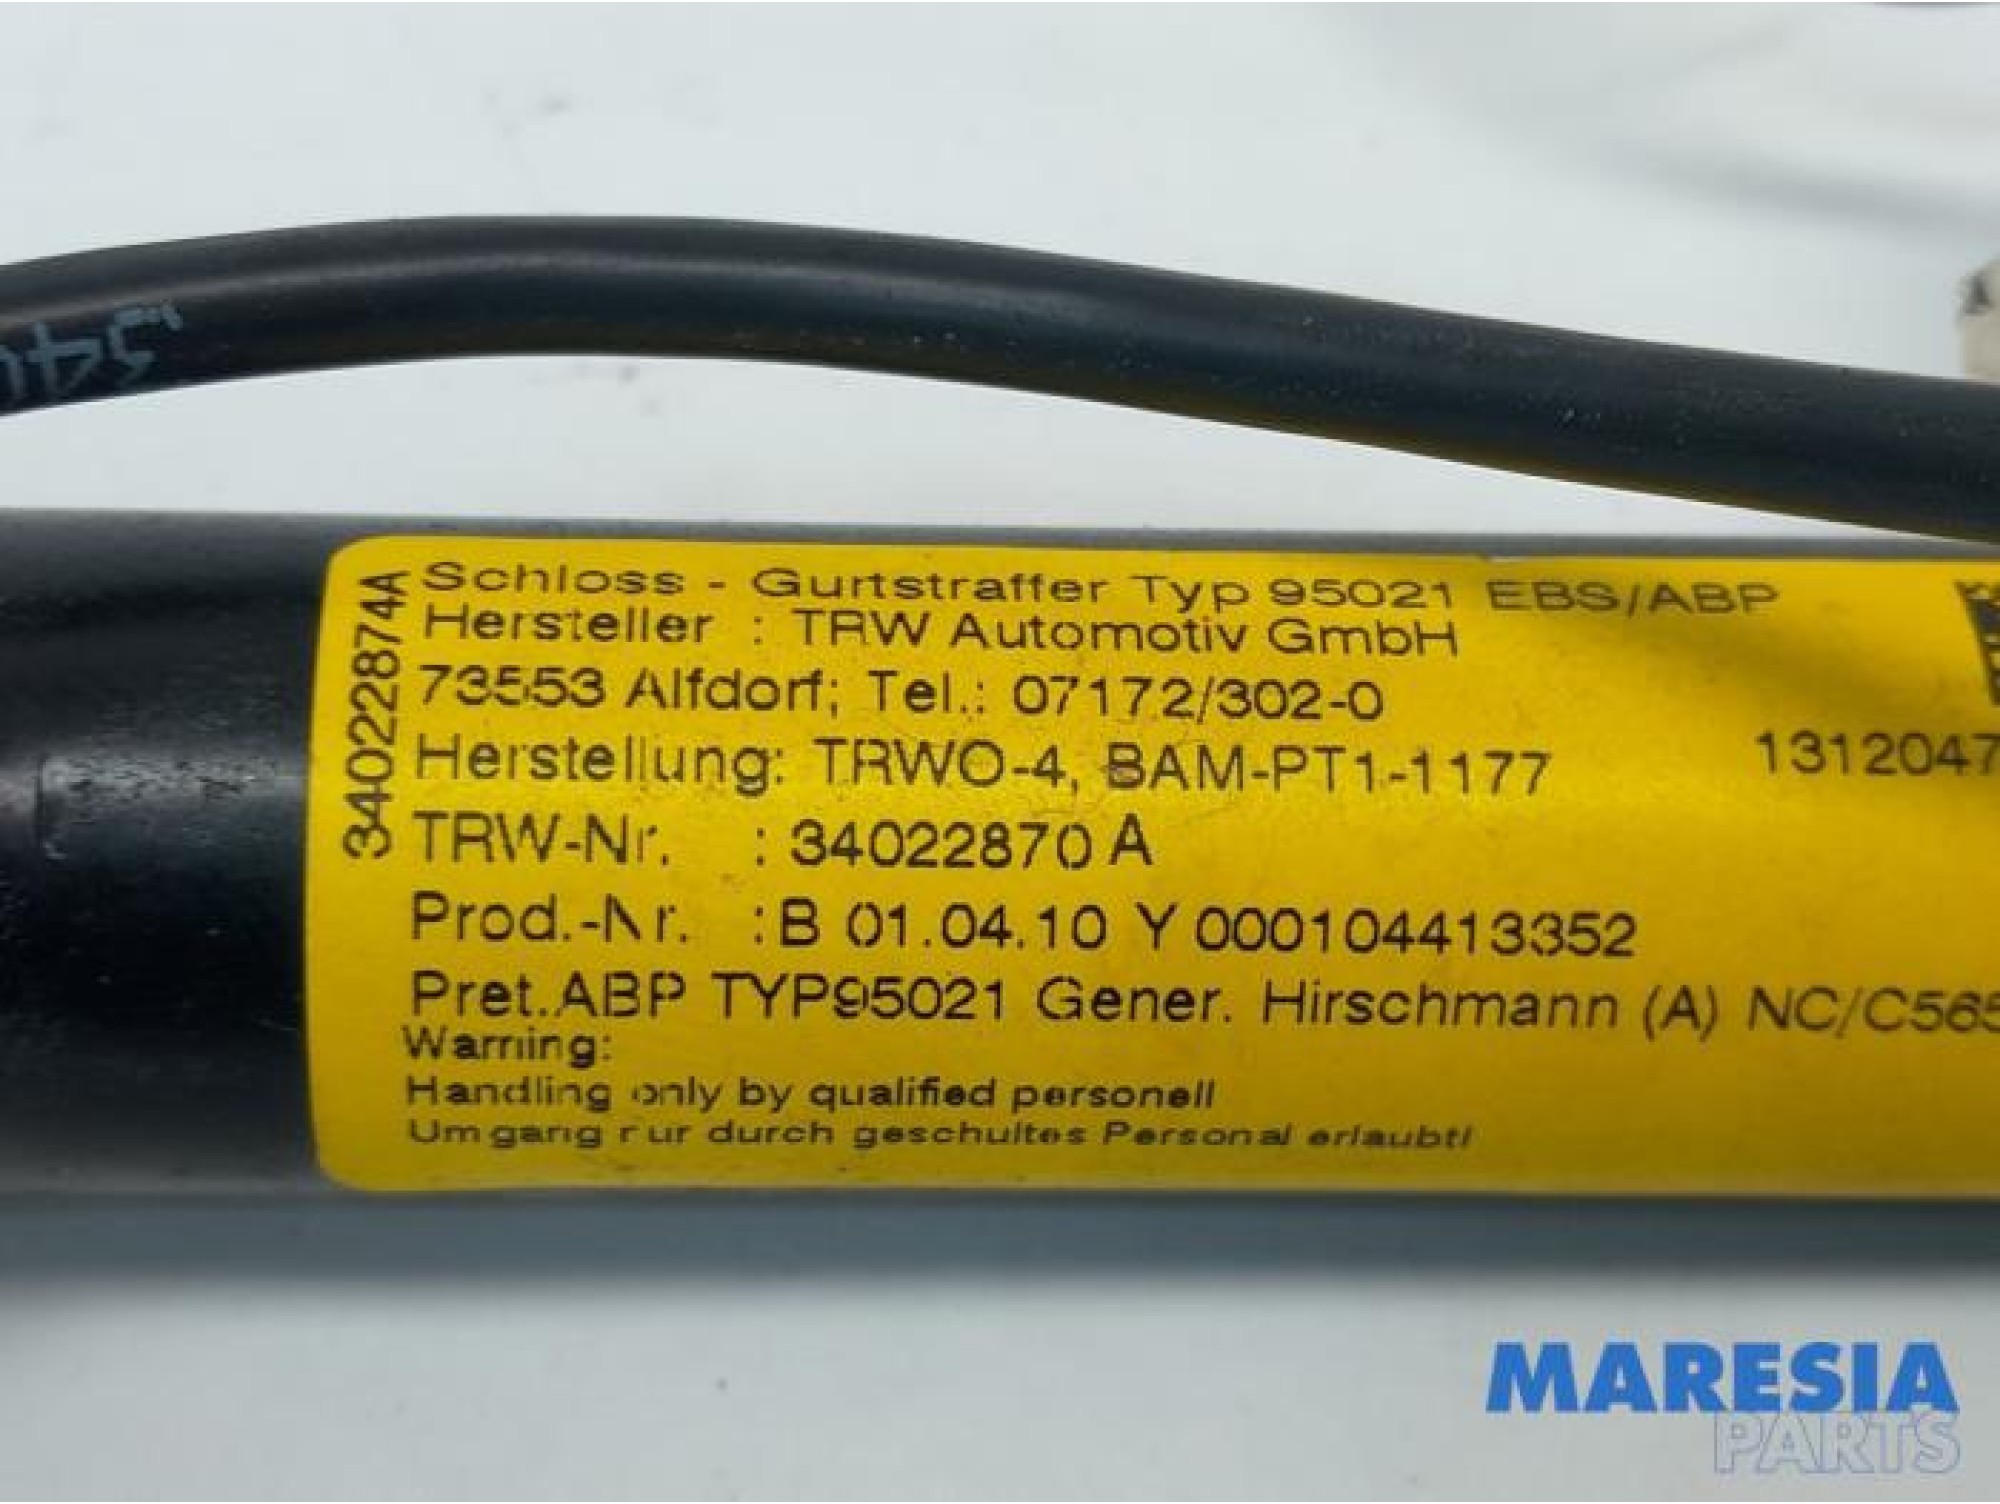 34022874A
Schloss - Gurtstraffer Typ 95021 EBS/ABP
Hersteller : TRW Automotiv GmbH
73553 Alfdorf; Tel.: 07172/302-0
Herstellung: TRWO-4, BAM-PT1-1177
1312047
TRW-Nr. : 34022870 A
Prod.-Nr. : B 01.04.10 Y 000104413352
Pret.ABP TYP95021 Gener. Hirschmann (A) NC/C565
Warning:
Handling only by qualified personell
Umgang nur durch geschultes Personal erlaubt!
MARESIA
PARTS